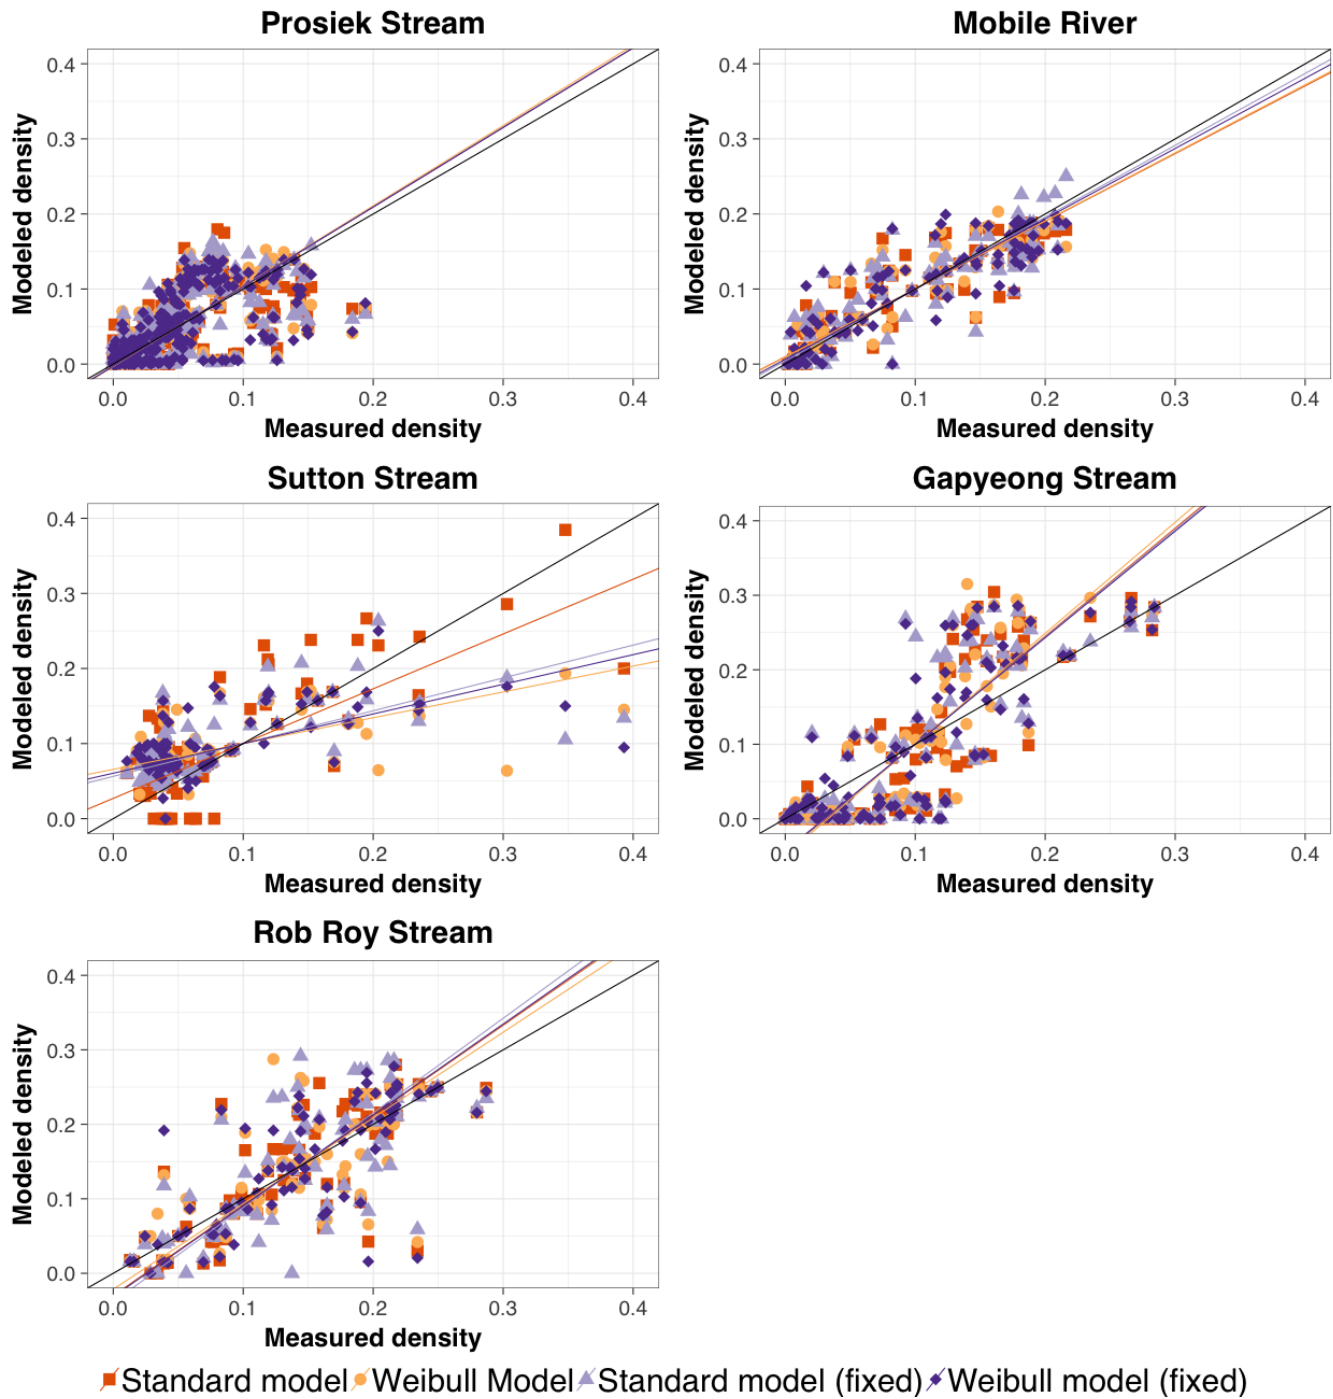 Prosiek Stream
Mobile River
0.4
0.3
0.2
0.1
0.0
Modeled density
0.0 0.1 0.2 0.3 0.4
Measured density
0.4
0.3
0.2
0.1
0.0
Modeled density
0.0 0.1 0.2 0.3 0.4
Measured density
Sutton Stream
Gapyeong Stream
0.4
0.3
0.2
0.1
0.0
Modeled density
0.0 0.1 0.2 0.3 0.4
Measured density
0.4
0.3
0.2
0.1
0.0
Modeled density
0.0 0.1 0.2 0.3 0.4
Measured density
Rob Roy Stream
0.4
0.3
0.2
0.1
0.0
Modeled density
0.0 0.1 0.2 0.3 0.4
Measured density
Standard model Weibull Model Standard model (fixed) Weibull model (fixed)